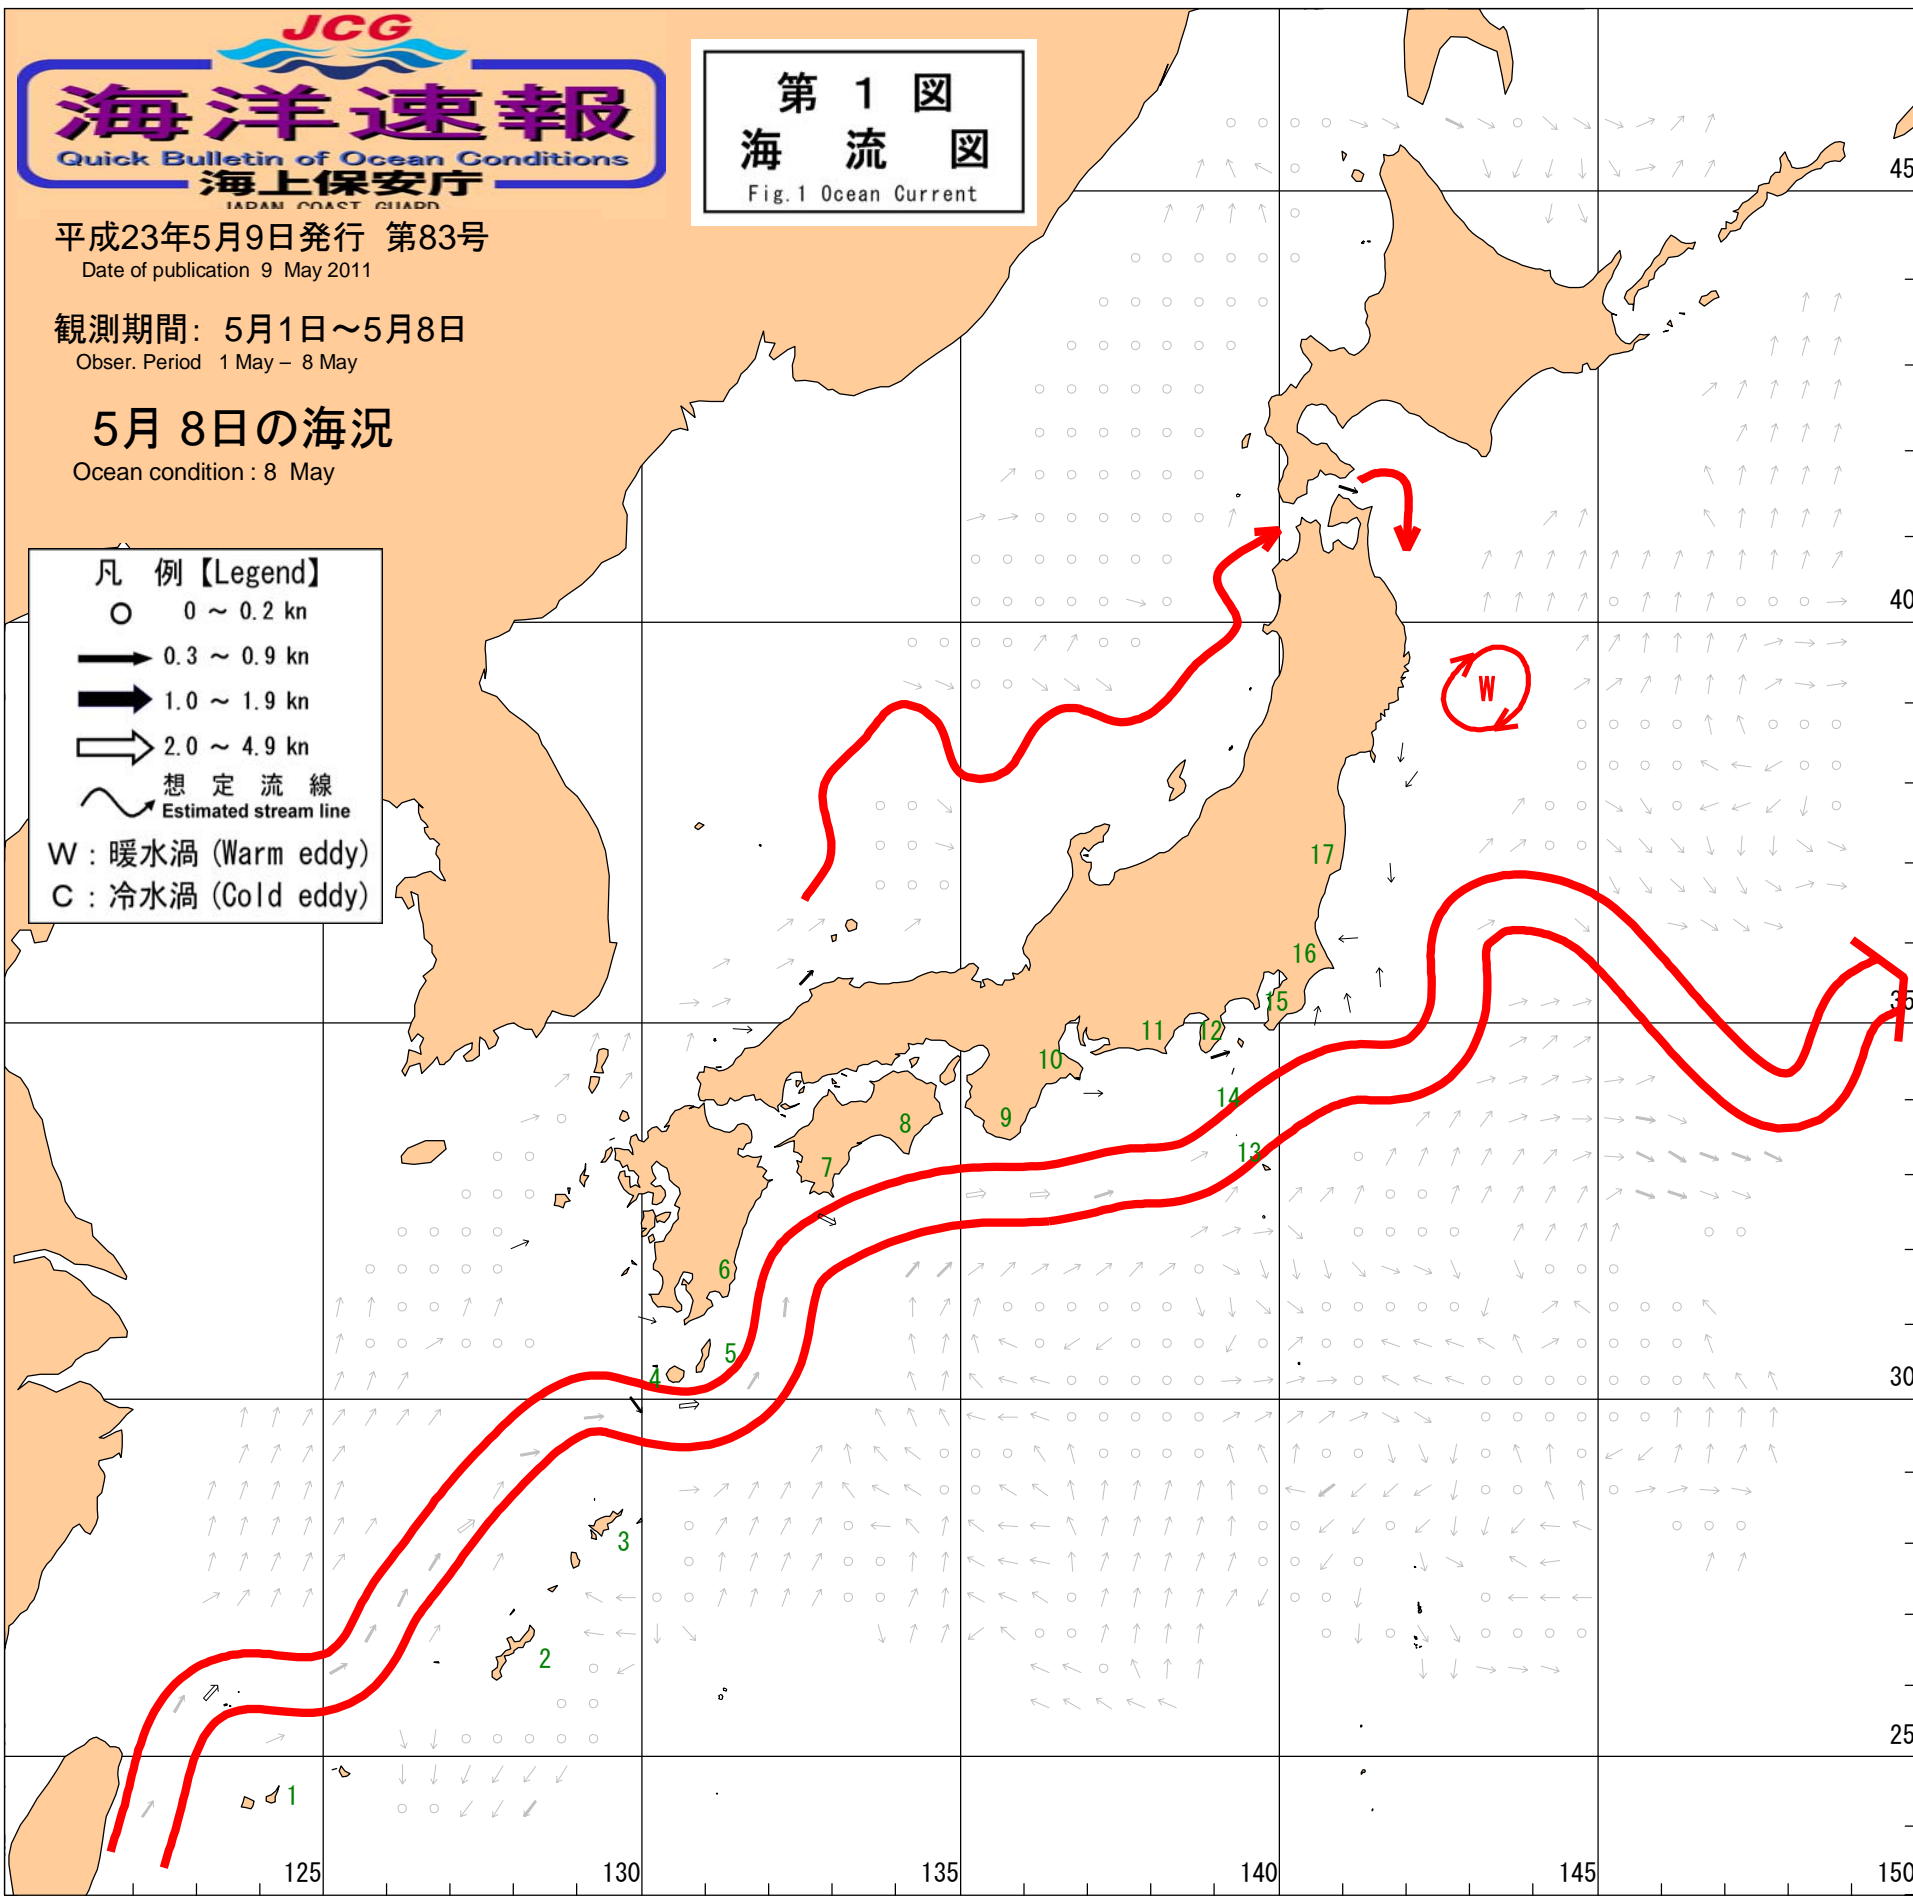 JCG
海洋速報
Quick Bulletin of Ocean Conditions
海上保安庁
JAPAN COAST GUARD
平成23年5月9日発行 第83号
Date of publication 9 May 2011
観測期間: 5月1日～5月8日
Obser. Period 1 May – 8 May
5月 8日の海況
Ocean condition : 8 May
第 1 図
海 流 図
Fig.1 Ocean Current
凡 例【Legend】
0 ～ 0.2 kn
0.3 ～ 0.9 kn
1.0 ～ 1.9 kn
2.0 ～ 4.9 kn
想 定 流 線
Estimated stream line
W : 暖水渦 (Warm eddy)
C : 冷水渦 (Cold eddy)
45
40
W
17
16
35
15
12
11
10
14
9
8
13
7
6
5
4
30
3
2
25
1
125
130
135
140
145
150